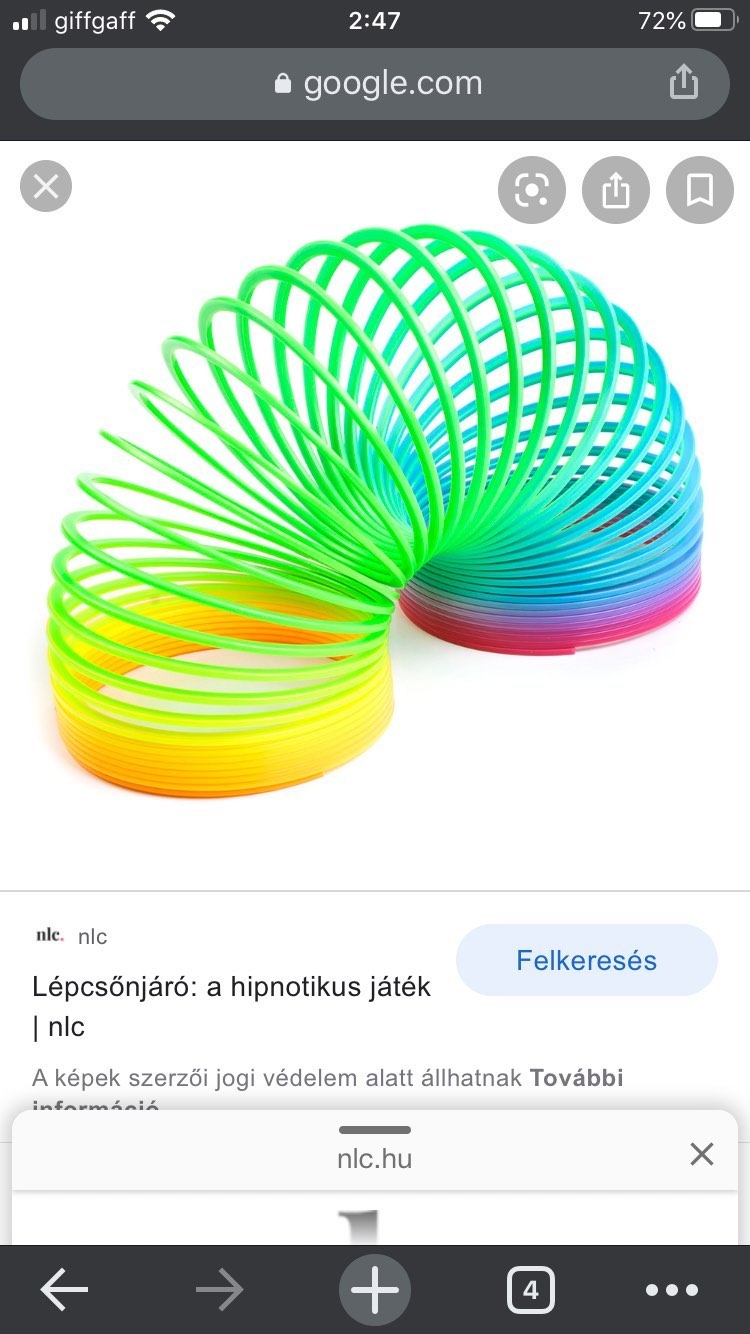 giffgaff 2:47 72%
google.com
nlc. nlc
Felkeresés
Lépcsőnjáró: a hipnotikus játék
| nlc
A képek szerzői jogi védelem alatt állhatnak További
információ
nlc.hu
4